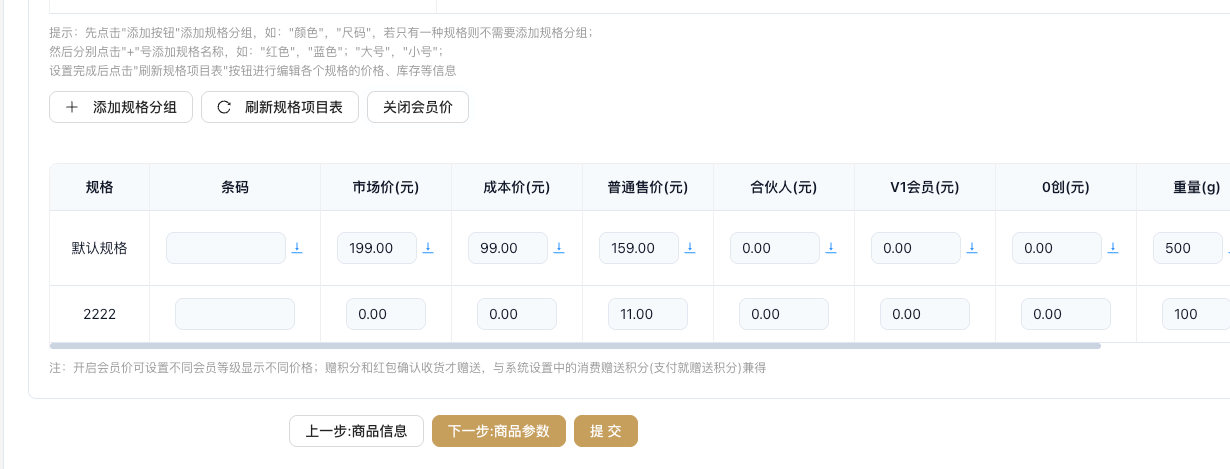 提示：先点击"添加按钮"添加规格分组，如："颜色"，"尺码"，若只有一种规格则不需要添加规格分组；
然后分别点击"+"号添加规格名称，如："红色"，"蓝色"；"大号"，"小号"；
设置完成后点击"刷新规格项目表"按钮进行编辑各个规格的价格、库存等信息
添加规格分组 刷新规格项目表 关闭会员价
规格 条码 市场价(元) 成本价(元) 普通售价(元) 合伙人(元) V1会员(元) 0创(元) 重量(g)
默认规格 199.00 99.00 159.00 0.00 0.00 0.00 500
2222 0.00 0.00 11.00 0.00 0.00 0.00 100
注：开启会员价可设置不同会员等级显示不同价格；赠积分和红包确认收货才赠送，与系统设置中的消费赠送积分(支付就赠送积分)兼得
上一步:商品信息 下一步:商品参数 提 交